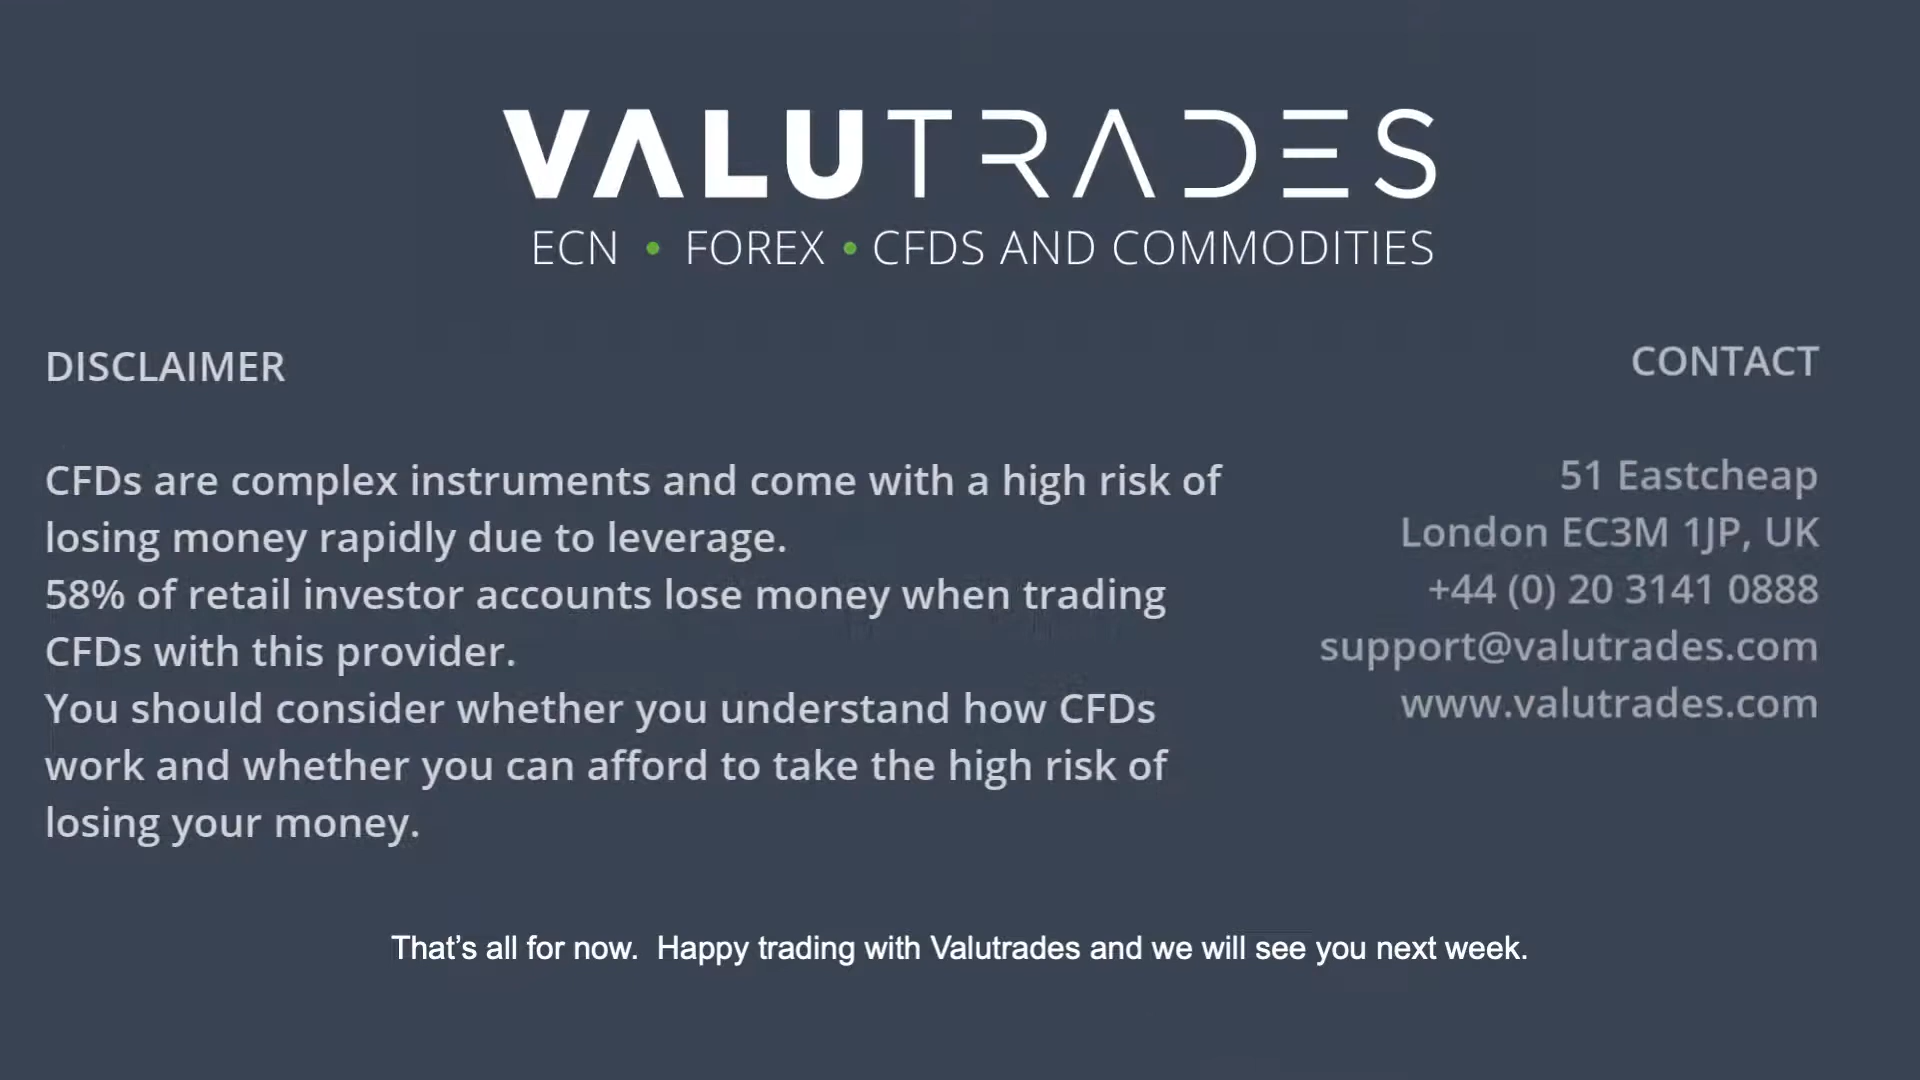 VALUTRADES
ECN • FOREX • CFDS AND COMMODITIES
DISCLAIMER
CFDs are complex instruments and come with a high risk of
losing money rapidly due to leverage.
58% of retail investor accounts lose money when trading
CFDs with this provider.
You should consider whether you understand how CFDs
work and whether you can afford to take the high risk of
losing your money.
CONTACT
51 Eastcheap
London EC3M 1JP, UK
+44 (0) 20 3141 0888
support@valutrades.com
www.valutrades.com
That’s all for now.  Happy trading with Valutrades and we will see you next week.